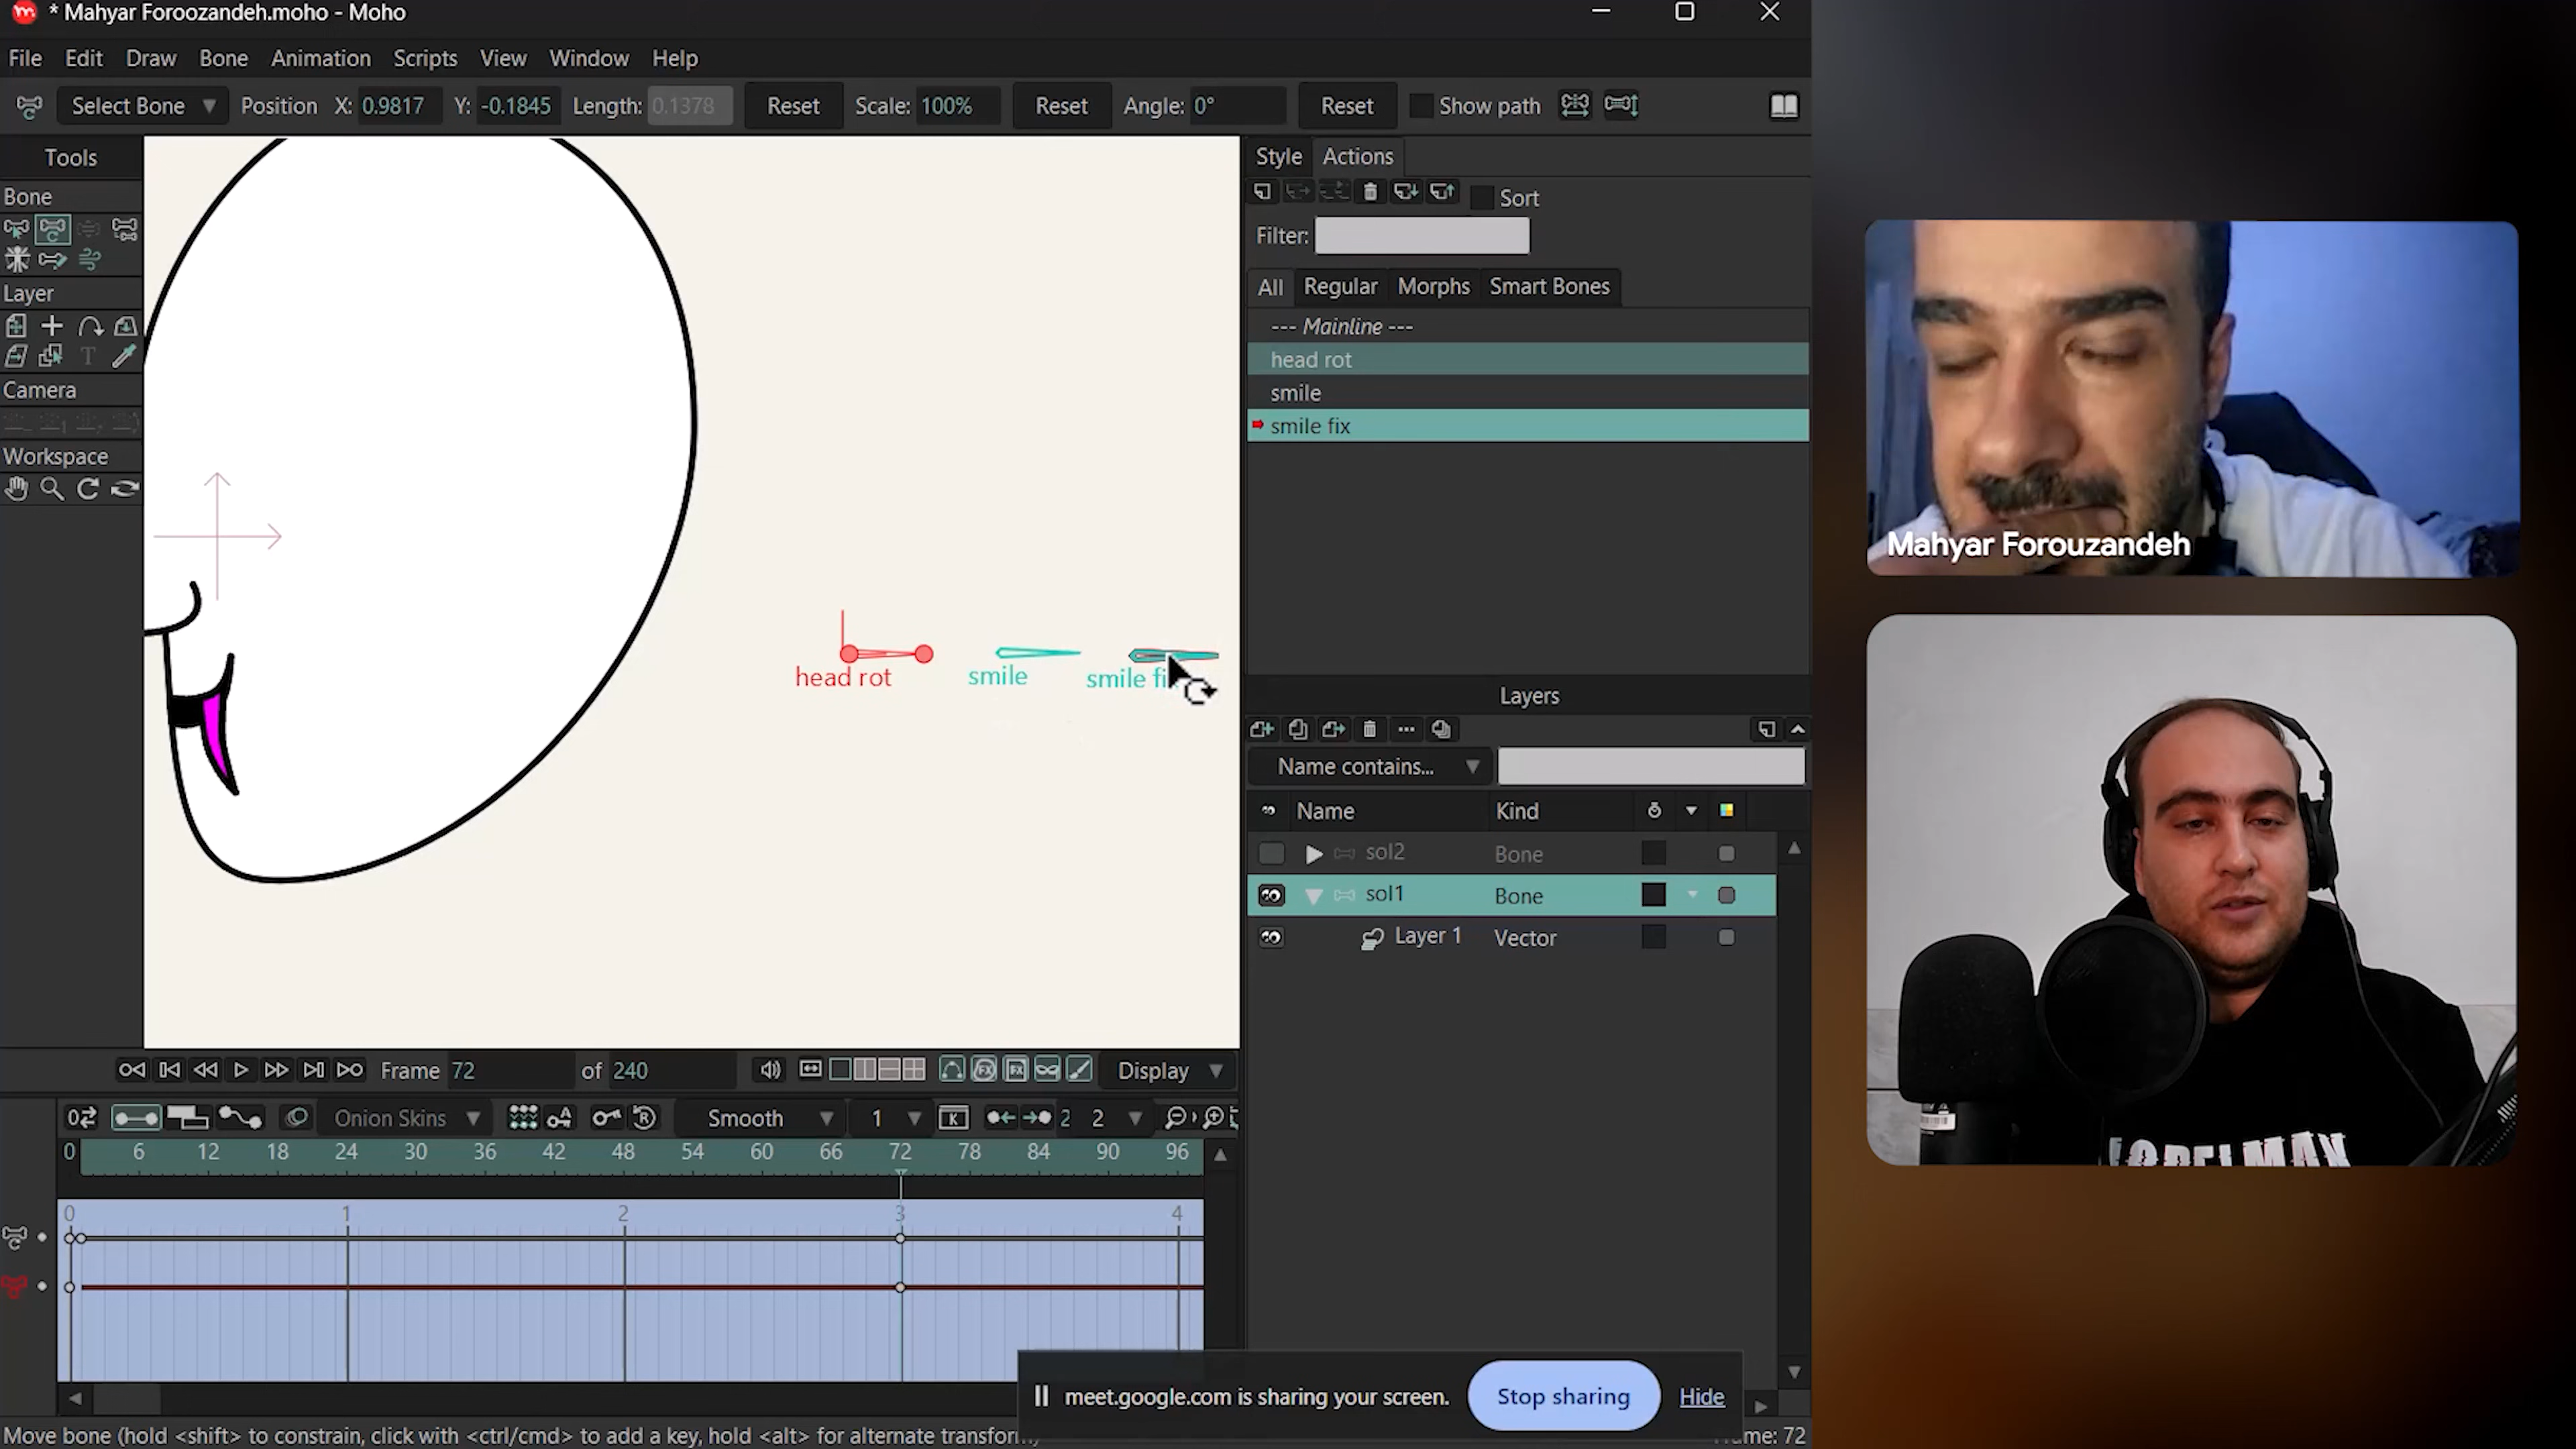 * Mahyar Foroozandeh.moho - Moho
File Edit Draw Bone Animation Scripts View Window Help
Select Bone Position X: 0.9817 Y: -0.1845 Length: 0.1378 Reset Scale: 100% Reset Angle: 0° Reset Show path
Tools
Bone
Layer
Camera
Workspace
head rot
smile
smile
Style Actions
Sort
Filter:
All Regular Morphs Smart Bones
--- Mainline ---
head rot
smile
smile fix
Layers
Name contains...
Name Kind
sol2 Bone
sol1 Bone
Layer 1 Vector
Mahyar Forouzandeh
Frame 72 of 240 Display
Onion Skins Smooth 1 2 2
0 6 12 18 24 30 36 42 48 54 60 66 72 78 84 90 96
0 1 2 3 4
meet.google.com is sharing your screen. Stop sharing Hide
Move bone (hold <shift> to constrain, click with <ctrl/cmd> to add a key, hold <alt> for alternate transform
Frame: 72